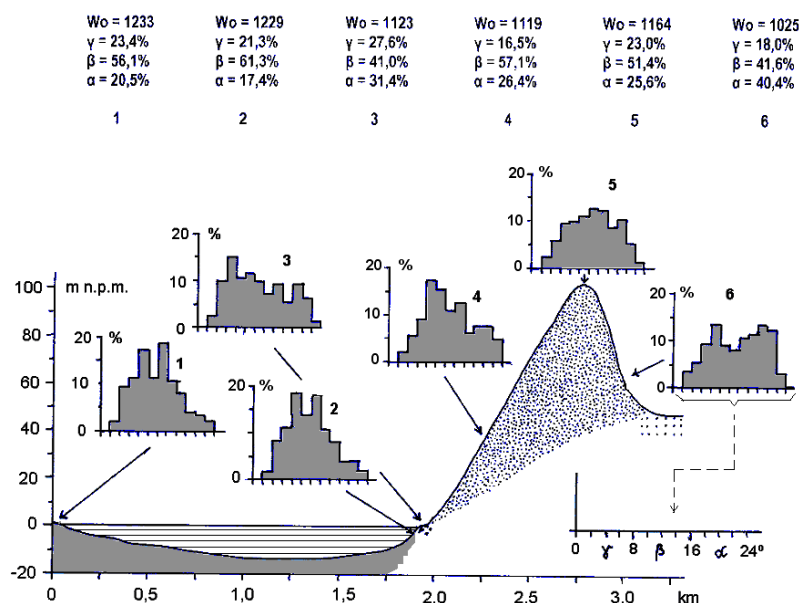 Wo = 1233 Wo = 1229 Wo = 1123 Wo = 1119 Wo = 1164 Wo = 1025
γ = 23,4% γ = 21,3% γ = 27,6% γ = 16,5% γ = 23,0% γ = 18,0%
β = 56,1% β = 61,3% β = 41,0% β = 57,1% β = 51,4% β = 41,6%
α = 20,5% α = 17,4% α = 31,4% α = 26,4% α = 25,6% α = 40,4%
1 2 3 4 5 6
20 % 5
10
0
20 % 3
10
0
20 % 4
10
0
20 % 6
10
0
20 % 1
10
0
20 % 2
10
0
100 m n.p.m.
80
60
40
20
0
-20
0 0,5 1,0 1,5 2,0 2,5 3,0 km
0 γ 8 β 16 α 24°